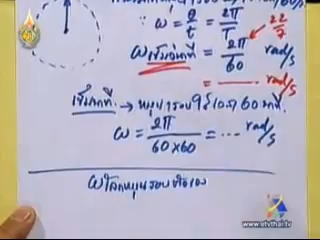 ∵ ω = θ/t = 2π/T
22/7
ωเข็มวินาที = 2π/60 rad/s
= ...... rad/s
เข็มนาที → หมุน 1 รอบ ใช้เวลา 60 นาที.
ω = 2π/60×60 = ... rad/s
ωโลกหมุนรอบตัวเอง
www.etvthai.tv